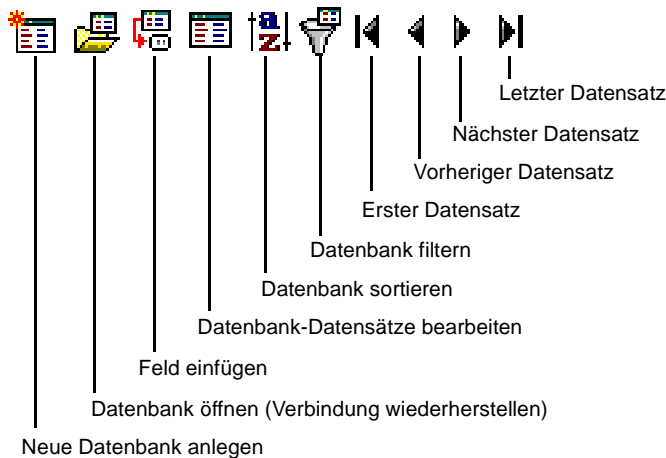 a
z
Letzter Datensatz
Nächster Datensatz
Vorheriger Datensatz
Erster Datensatz
Datenbank filtern
Datenbank sortieren
Datenbank-Datensätze bearbeiten
Feld einfügen
Datenbank öffnen (Verbindung wiederherstellen)
Neue Datenbank anlegen